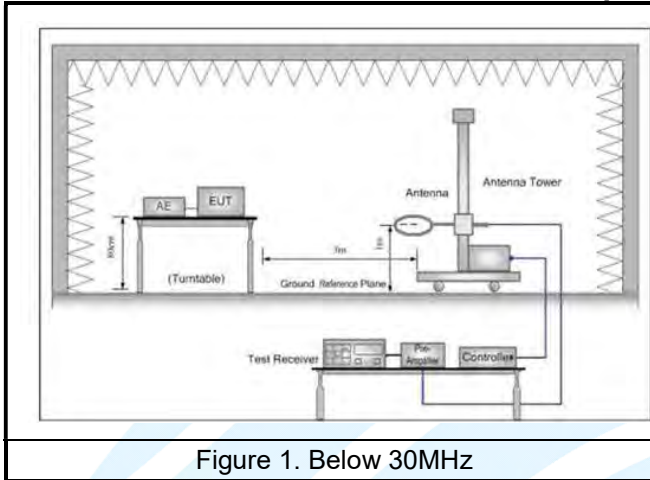 AE
EUT
80cm
(Turntable)
3m
1m
Antenna
Antenna Tower
Ground Reference Plane
Test Receiver
Pre-
Amplifier
Controller
Figure 1. Below 30MHz